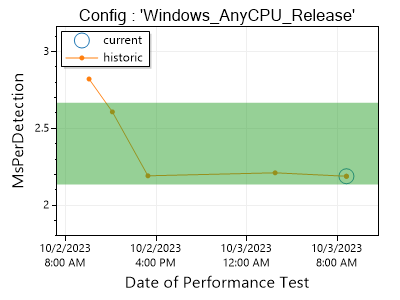 Config : 'Windows_AnyCPU_Release'
current
historic
3
2.5
2
MsPerDetection
10/2/2023 10/2/2023 10/3/2023 10/3/2023
8:00 AM 4:00 PM 12:00 AM 8:00 AM
Date of Performance Test